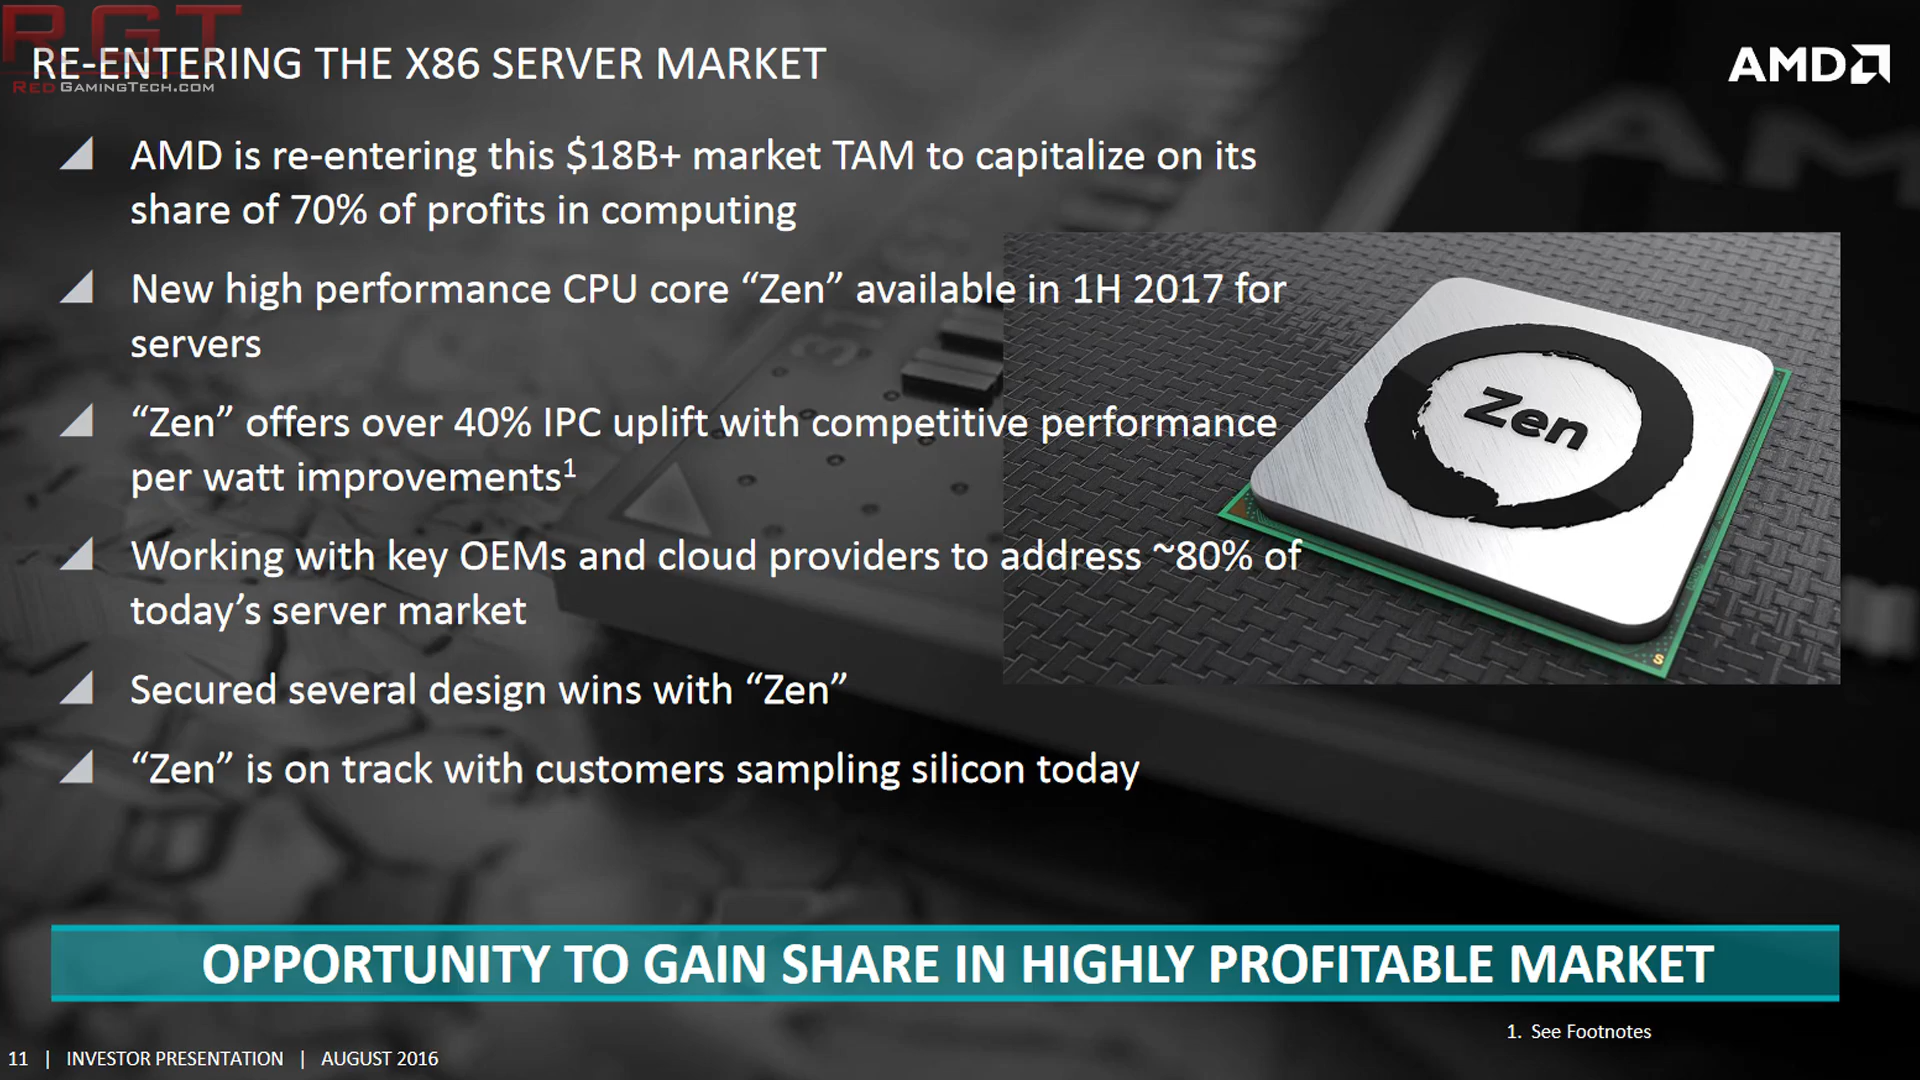 RGT
RE-ENTERING THE X86 SERVER MARKET
REDGAMINGTECH.COM
AMD
AMD is re-entering this $18B+ market TAM to capitalize on its
share of 70% of profits in computing
New high performance CPU core “Zen” available in 1H 2017 for
servers
“Zen” offers over 40% IPC uplift with competitive performance
per watt improvements¹
Working with key OEMs and cloud providers to address ~80% of
today’s server market
Secured several design wins with “Zen”
“Zen” is on track with customers sampling silicon today
Zen
S
OPPORTUNITY TO GAIN SHARE IN HIGHLY PROFITABLE MARKET
1. See Footnotes
11 | INVESTOR PRESENTATION | AUGUST 2016